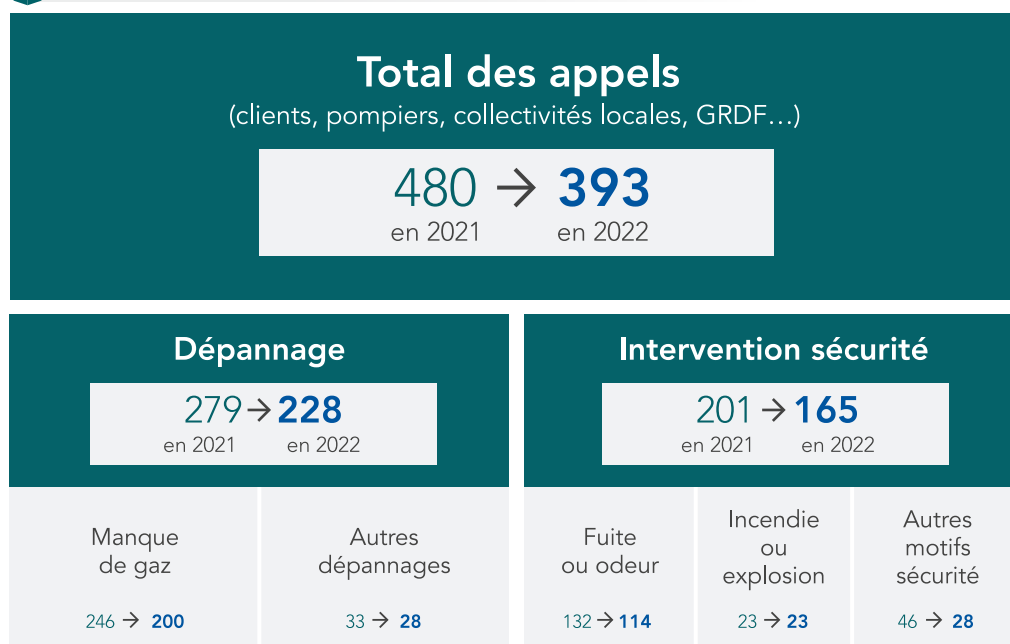 Total des appels
(clients, pompiers, collectivités locales, GRDF...)
480 → 393
en 2021 en 2022
Dépannage
279 → 228
en 2021 en 2022
Manque
de gaz
246 → 200
Autres
dépannages
33 → 28
Intervention sécurité
201 → 165
en 2021 en 2022
Fuite
ou odeur
132 → 114
Incendie
ou
explosion
23 → 23
Autres
motifs
sécurité
46 → 28